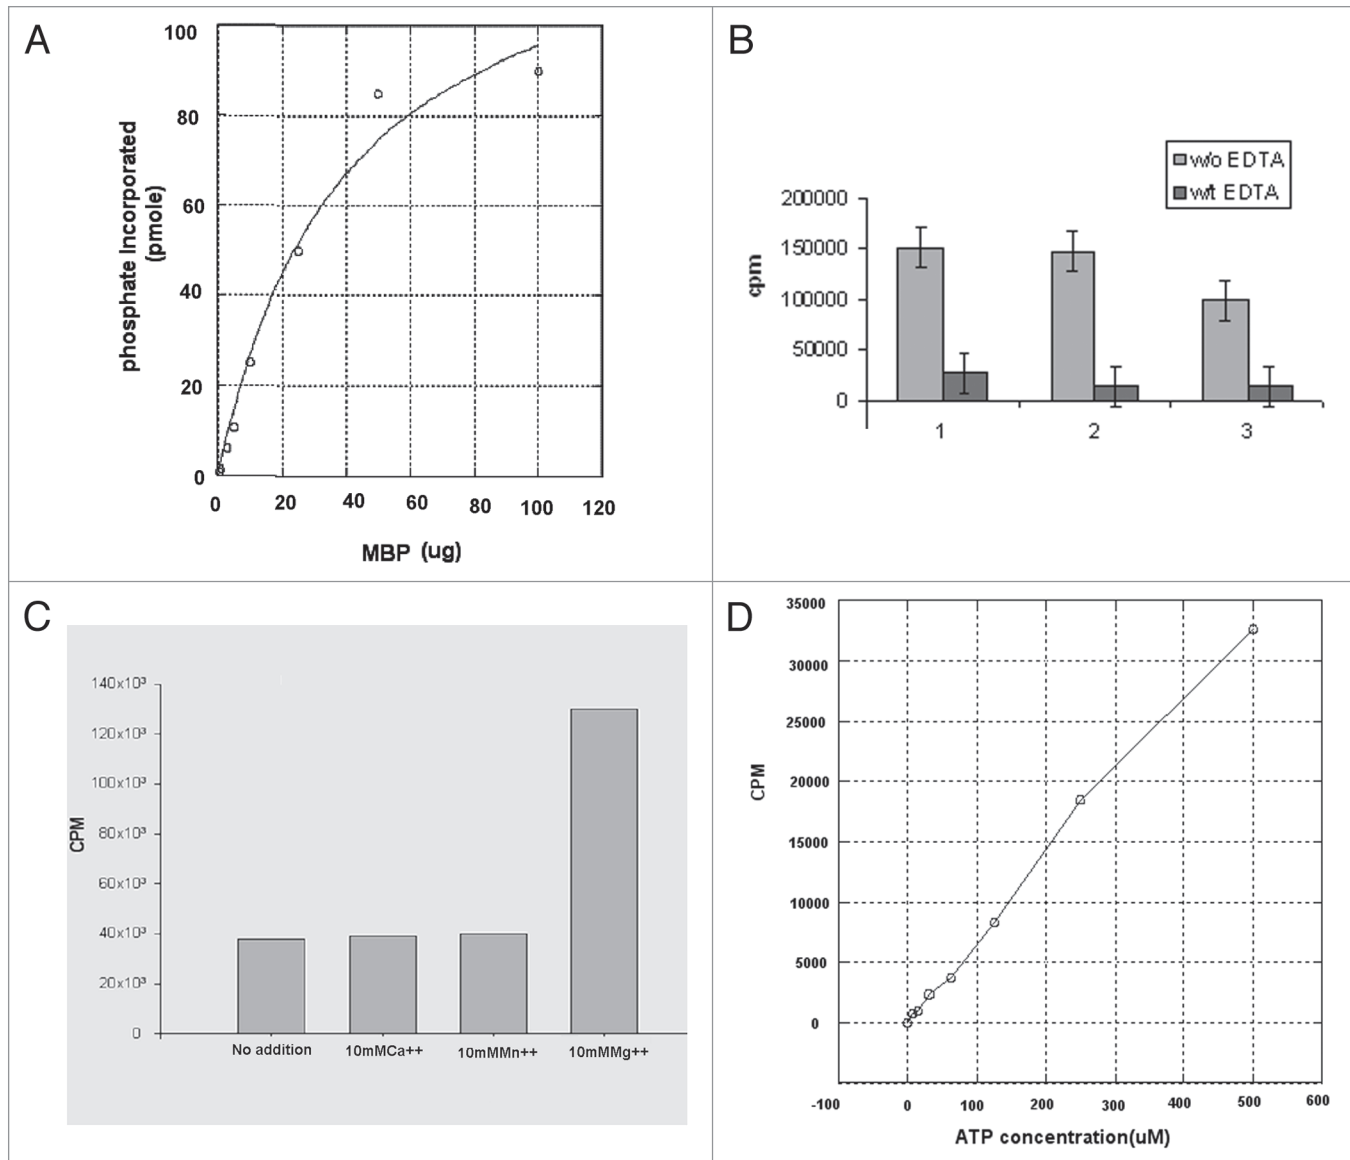 A
100
80
60
40
20
0
phosphate Incorporated
(pmole)
0 20 40 60 80 100 120
MBP (ug)
B
w/o EDTA
w/t EDTA
200000
150000
100000
50000
0
cpm
1 2 3
C
140x10³
120x10³
100x10³
80x10³
60x10³
40x10³
20x10³
0
CPM
No addition 10mMCa++ 10mMMn++ 10mMMg++
D
35000
30000
25000
20000
15000
10000
5000
0
CPM
-100 0 100 200 300 400 500 600
ATP concentration(uM)